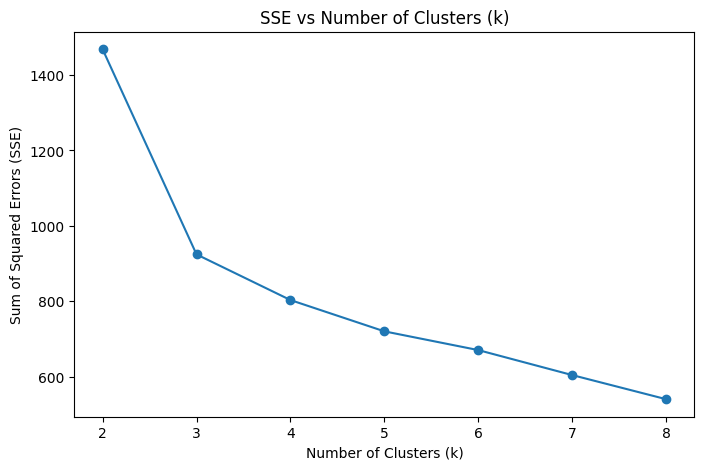 SSE vs Number of Clusters (k)
Sum of Squared Errors (SSE)
1400
1200
1000
800
600
2 3 4 5 6 7 8
Number of Clusters (k)